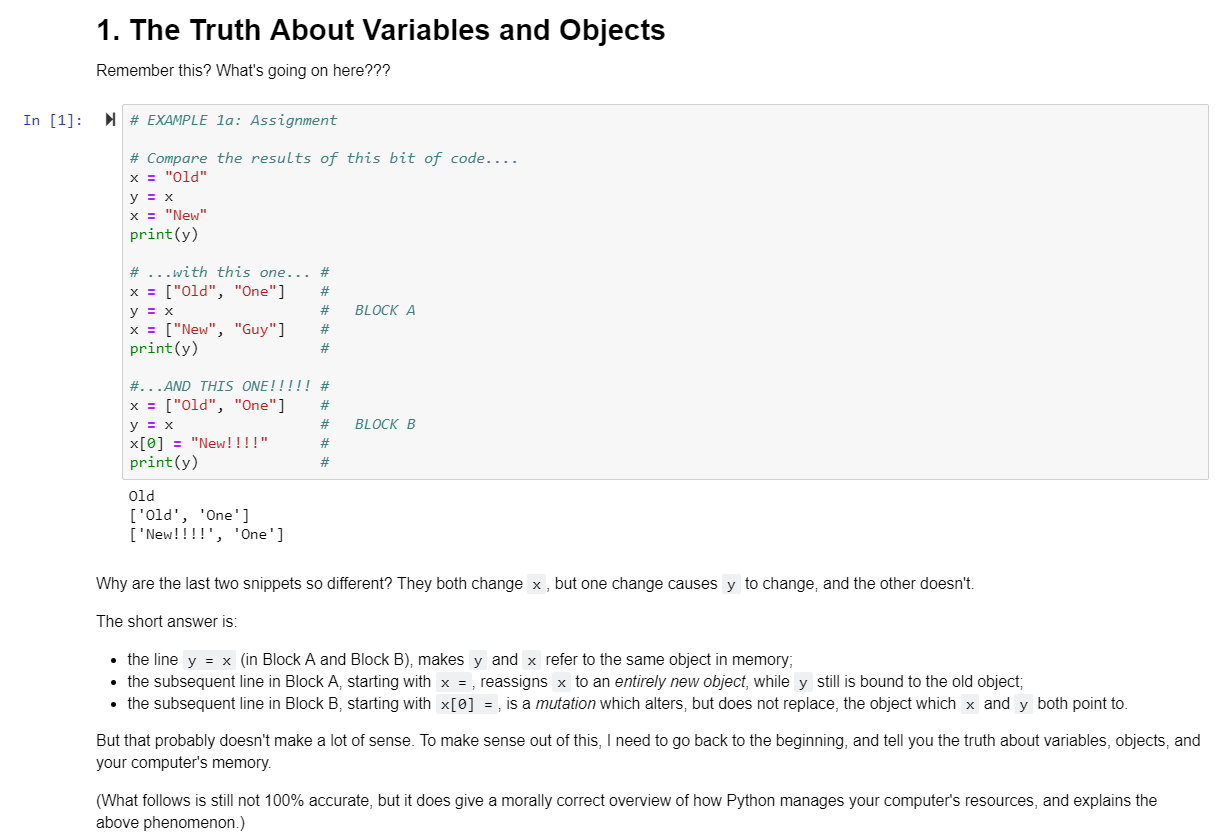 1. The Truth About Variables and Objects
Remember this? What's going on here???
In [1]:
# EXAMPLE 1a: Assignment
# Compare the results of this bit of code....
x = "Old"
y = x
x = "New"
print(y)
# ...with this one... #
x = ["Old", "One"]    #
y = x                 #   BLOCK A
x = ["New", "Guy"]    #
print(y)              #
#...AND THIS ONE!!!!! #
x = ["Old", "One"]    #
y = x                 #   BLOCK B
x[0] = "New!!!!"      #
print(y)              #
Old
['Old', 'One']
['New!!!!', 'One']
Why are the last two snippets so different? They both change x , but one change causes y to change, and the other doesn't.
The short answer is:
• the line y = x (in Block A and Block B), makes y and x refer to the same object in memory;
• the subsequent line in Block A, starting with x = , reassigns x to an entirely new object, while y still is bound to the old object;
• the subsequent line in Block B, starting with x[0] = , is a mutation which alters, but does not replace, the object which x and y both point to.
But that probably doesn't make a lot of sense. To make sense out of this, I need to go back to the beginning, and tell you the truth about variables, objects, and
your computer's memory.
(What follows is still not 100% accurate, but it does give a morally correct overview of how Python manages your computer's resources, and explains the
above phenomenon.)